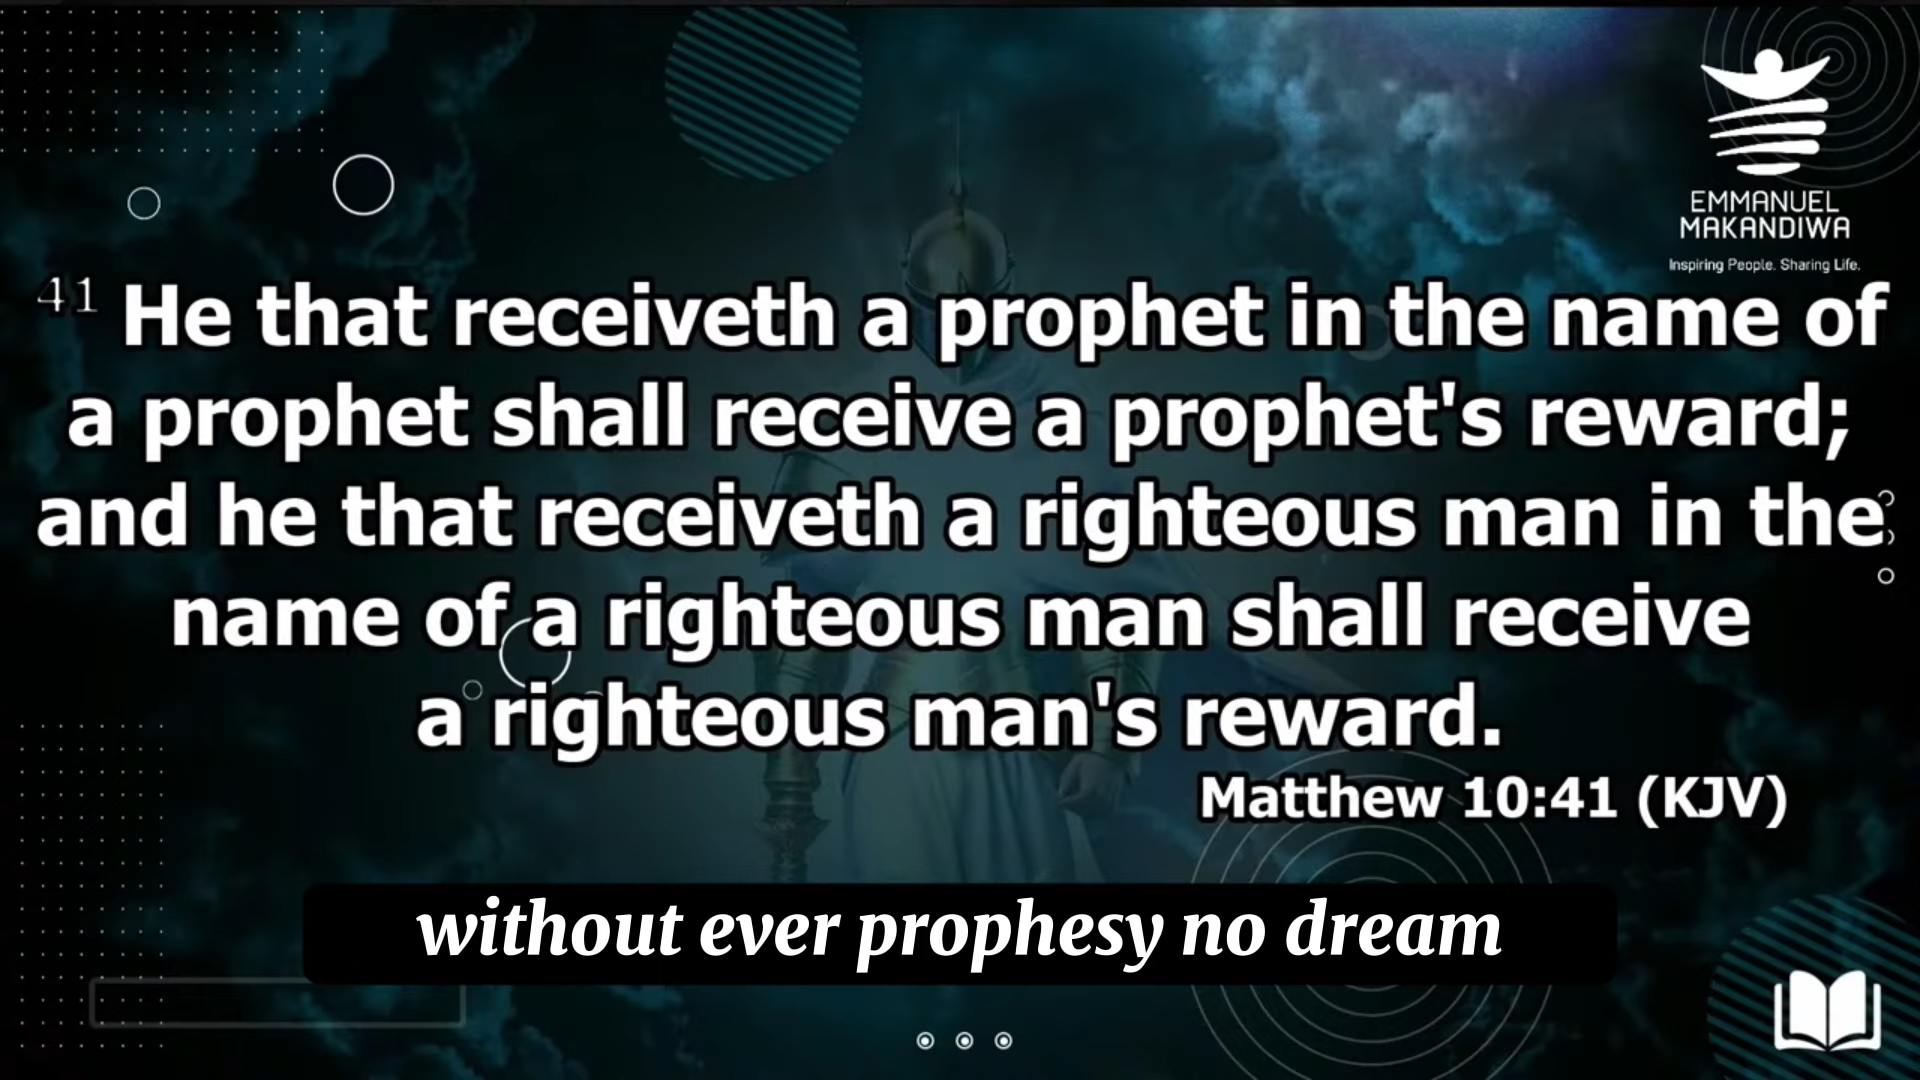 EMMANUEL
MAKANDIWA
Inspiring People. Sharing Life.
41 He that receiveth a prophet in the name of
a prophet shall receive a prophet's reward;
and he that receiveth a righteous man in the
name of a righteous man shall receive
a righteous man's reward.
Matthew 10:41 (KJV)
without ever prophesy no dream